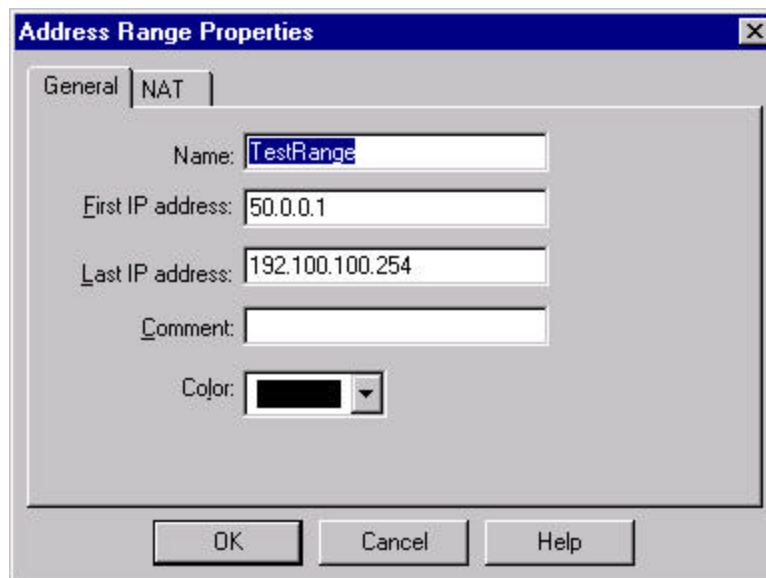 Address Range Properties
General NAT
Name: TestRange
First IP address: 50.0.0.1
Last IP address: 192.100.100.254
Comment:
Color:
OK Cancel Help